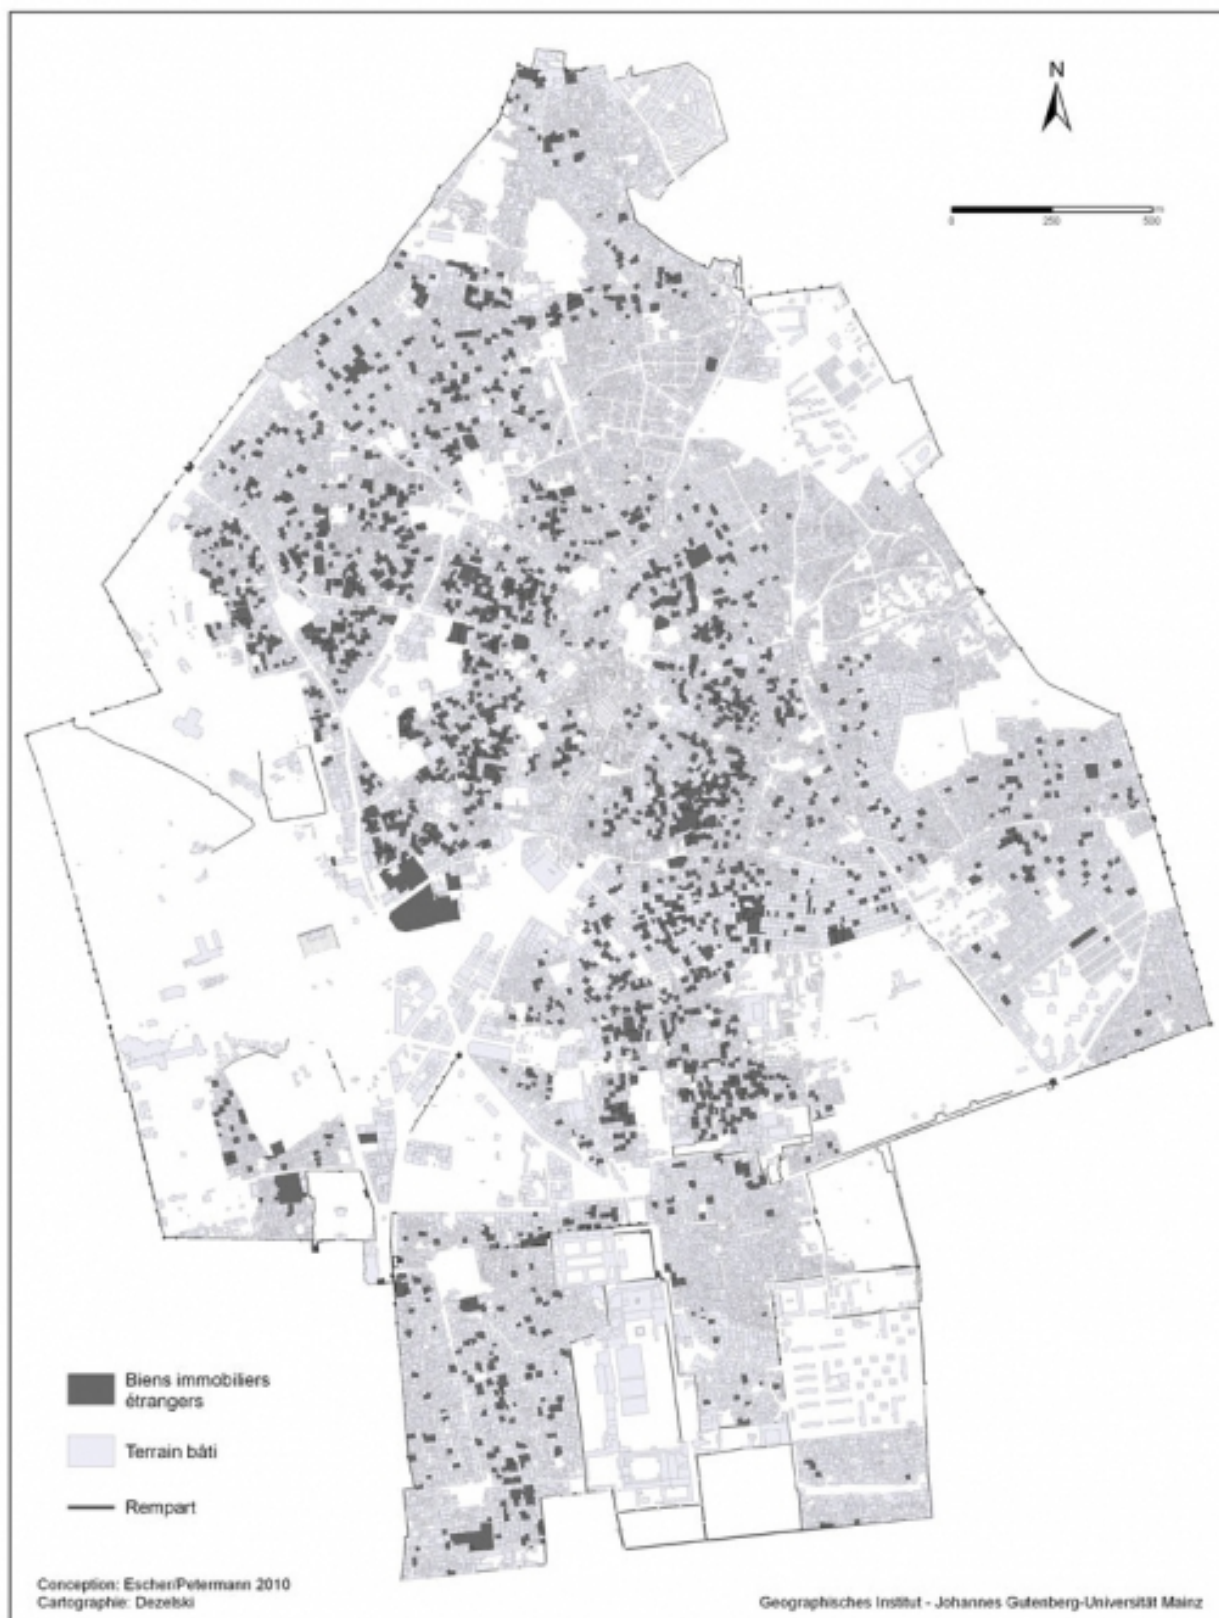 N
0 250 500
Biens immobiliers
étrangers
Terrain bâti
Rempart
Conception: Escher/Petermann 2010
Cartographie: Dezelski
Geographisches Institut - Johannes Gutenberg-Universität Mainz